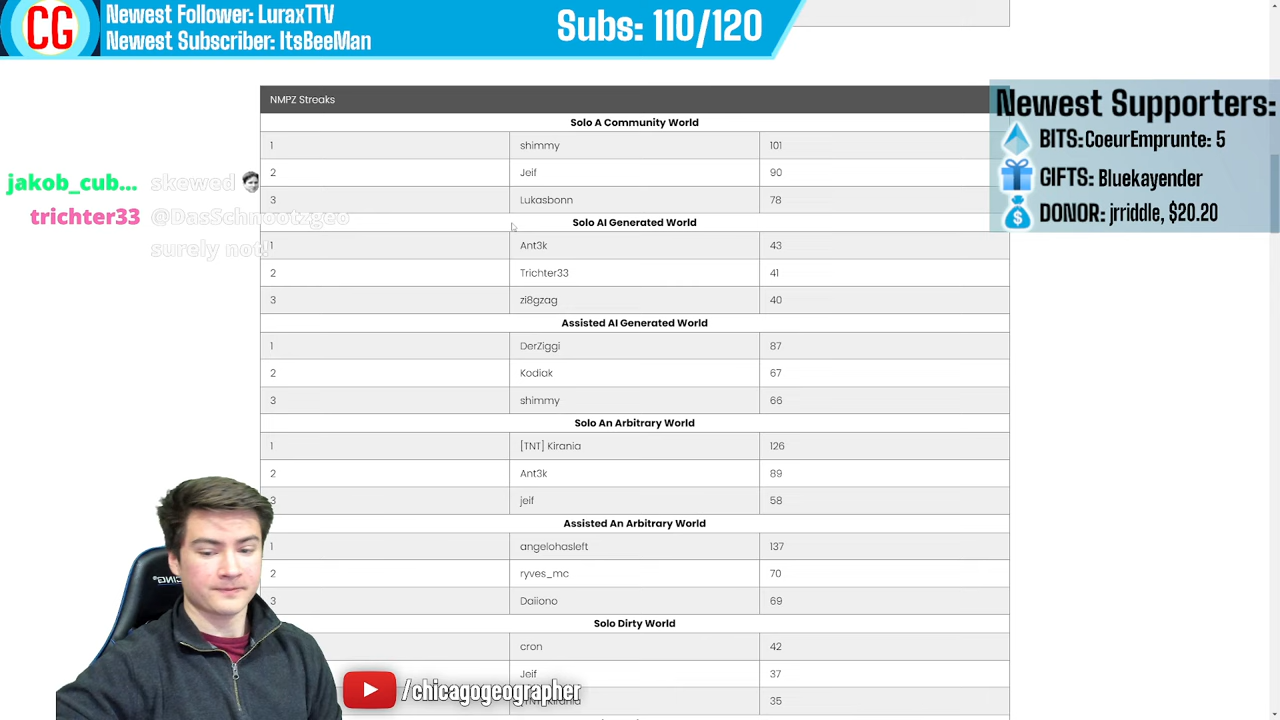 CG
Newest Follower: LuraxTTV
Newest Subscriber: ItsBeeMan
Subs: 110/120
Newest Supporters:
BITS: CoeurEmprunte: 5
GIFTS: Bluekayender
DONOR: jrriddle, $20.20
jakob_cub... skewed
trichter33 @DasSchnootzgeo
surely not!
NMPZ Streaks
Solo A Community World
1 shimmy 101
2 Jeif 90
3 Lukasbonn 78
Solo AI Generated World
1 Ant3k 43
2 Trichter33 41
3 zi8gzag 40
Assisted AI Generated World
1 DerZiggi 87
2 Kodiak 67
3 shimmy 66
Solo An Arbitrary World
1 [TNT] Kirania 126
2 Ant3k 89
3 jeif 58
Assisted An Arbitrary World
1 angelohasleft 137
2 ryves_mc 70
3 Daiiono 69
Solo Dirty World
cron 42
Jeif 37
Kirania 35
/chicagogeographer